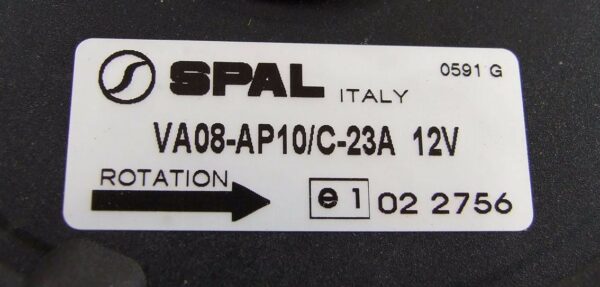 SPAL ITALY 0591 G
VA08-AP10/C-23A 12V
ROTATION
e1 02 2756